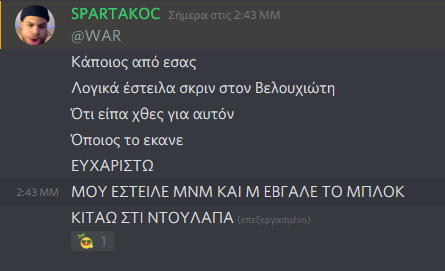 SPARTAKOC Σήμερα στις 2:43 ΜΜ
@WAR
Κάποιος από εσας
Λογικά έστειλα σκριν στον Βελουχιώτη
Ότι είπα χθες για αυτόν
Όποιος το εκανε
ΕΥΧΑΡΙΣΤΩ
2:43 ΜΜ ΜΟΥ ΕΣΤΕΙΛΕ ΜΝΜ ΚΑΙ Μ ΕΒΓΑΛΕ ΤΟ ΜΠΛΟΚ
ΚΙΤΑΩ ΣΤΙ ΝΤΟΥΛΑΠΑ (επεξεργασμένο)
1